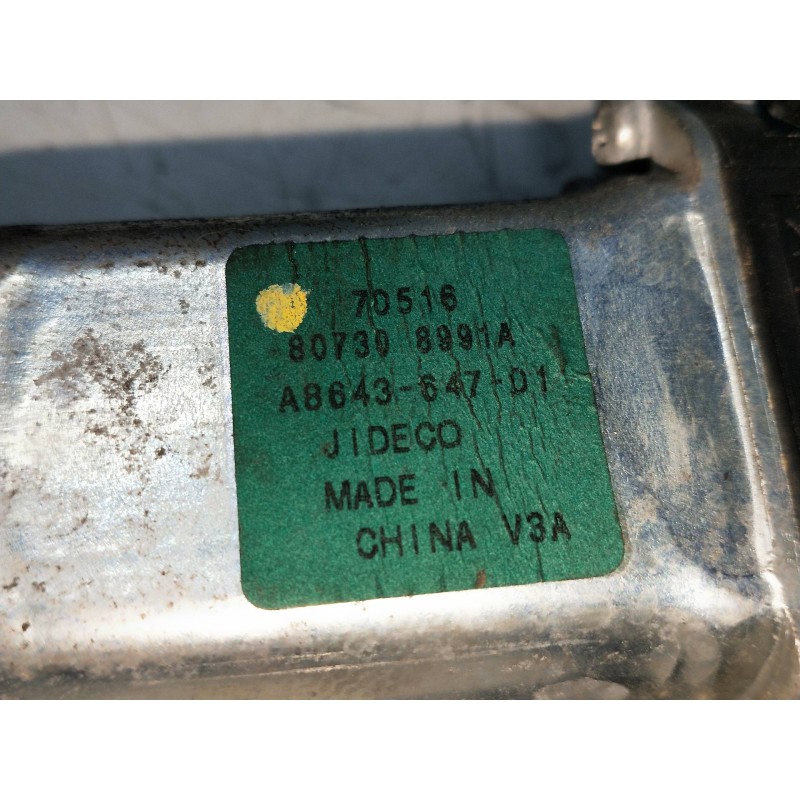 70516
80730 8991A
A8643-647-D1
JIDECO
MADE IN
CHINA V3A